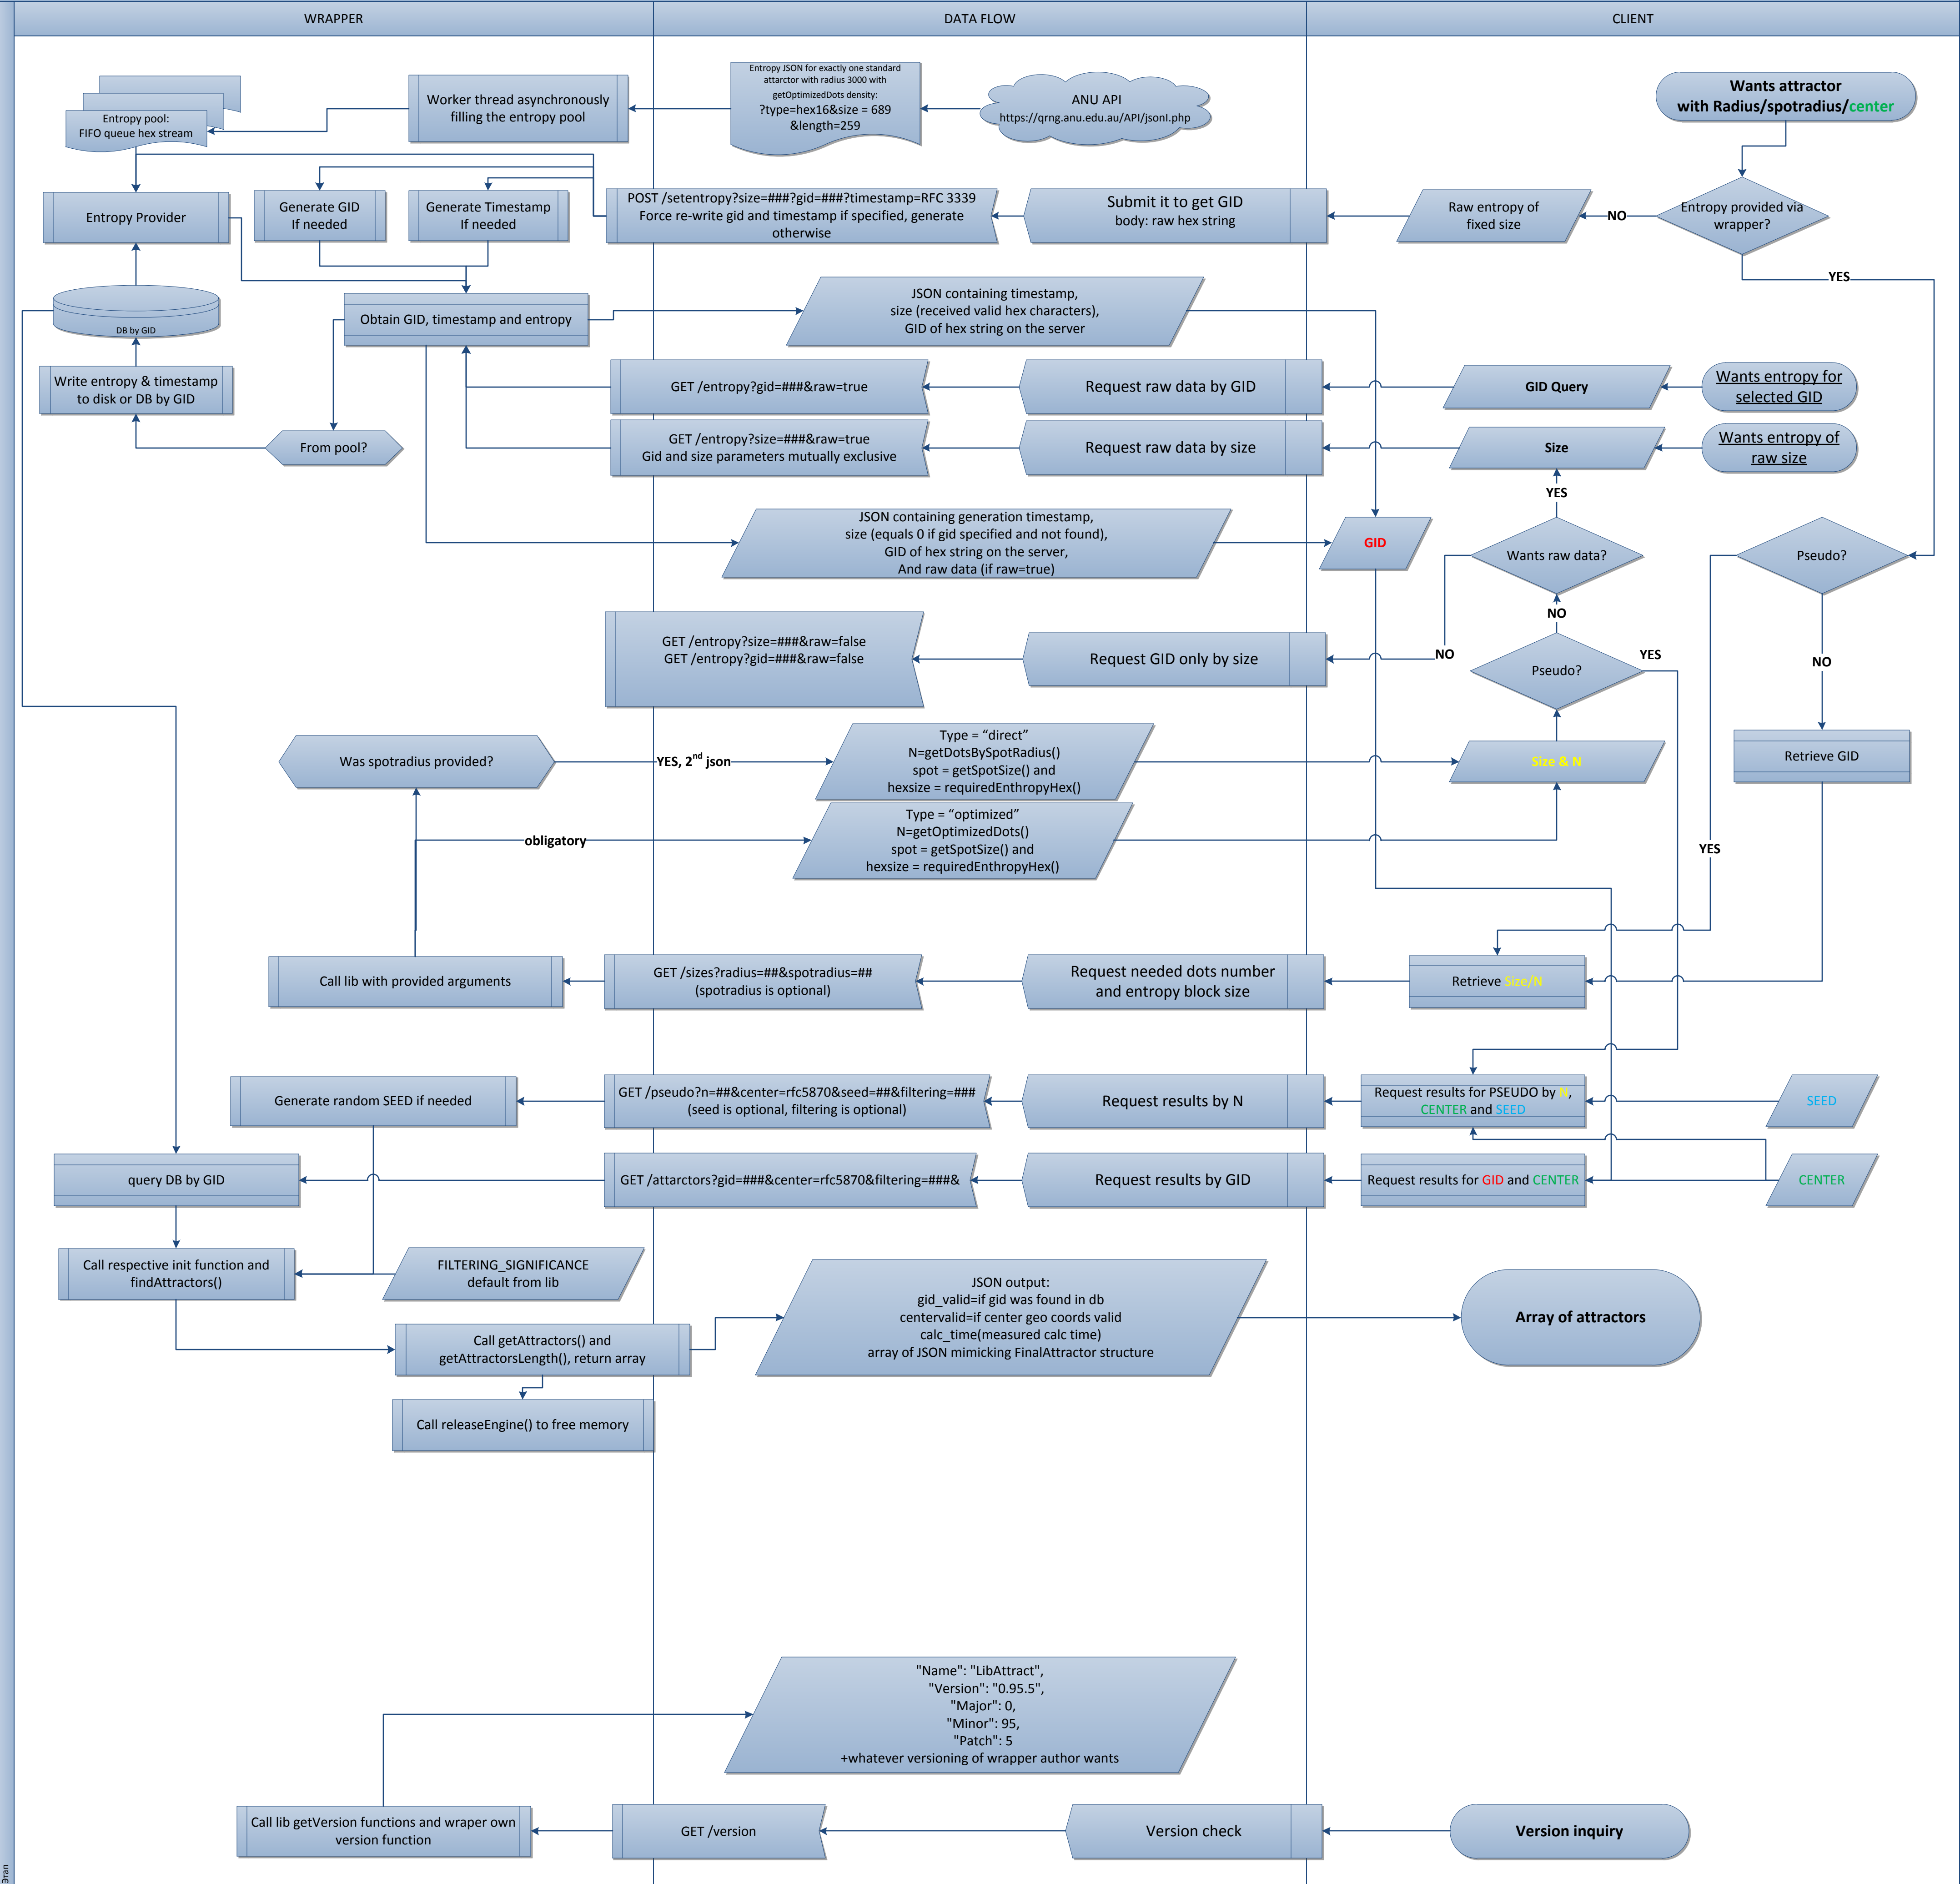 WRAPPER
DATA FLOW
CLIENT
Entropy pool:
FIFO queue hex stream
Worker thread asynchronously
filling the entropy pool
Entropy JSON for exactly one standard
attarctor with radius 3000 with
getOptimizedDots density:
?type=hex16&size = 689
&length=259
ANU API
https://qrng.anu.edu.au/API/jsonI.php
Wants attractor
with Radius/spotradius/center
Entropy Provider
Generate GID
If needed
Generate Timestamp
If needed
POST /setentropy?size=###?gid=###?timestamp=RFC 3339
Force re-write gid and timestamp if specified, generate
otherwise
Submit it to get GID
body: raw hex string
Raw entropy of
fixed size
NO
Entropy provided via
wrapper?
YES
DB by GID
Obtain GID, timestamp and entropy
JSON containing timestamp,
size (received valid hex characters),
GID of hex string on the server
Write entropy & timestamp
to disk or DB by GID
GET /entropy?gid=###&raw=true
Request raw data by GID
GID Query
Wants entropy for
selected GID
From pool?
GET /entropy?size=###&raw=true
Gid and size parameters mutually exclusive
Request raw data by size
Size
Wants entropy of
raw size
YES
JSON containing generation timestamp,
size (equals 0 if gid specified and not found),
GID of hex string on the server,
And raw data (if raw=true)
GID
Wants raw data?
Pseudo?
NO
GET /entropy?size=###&raw=false
GET /entropy?gid=###&raw=false
Request GID only by size
NO
Pseudo?
YES
NO
Was spotradius provided?
YES, 2nd json
Type = “direct”
N=getDotsBySpotRadius()
spot = getSpotSize() and
hexsize = requiredEnthropyHex()
Size & N
Retrieve GID
obligatory
Type = “optimized”
N=getOptimizedDots()
spot = getSpotSize() and
hexsize = requiredEnthropyHex()
YES
Call lib with provided arguments
GET /sizes?radius=##&spotradius=##
(spotradius is optional)
Request needed dots number
and entropy block size
Retrieve Size/N
Generate random SEED if needed
GET /pseudo?n=##&center=rfc5870&seed=##&filtering=###
(seed is optional, filtering is optional)
Request results by N
Request results for PSEUDO by N,
CENTER and SEED
SEED
query DB by GID
GET /attarctors?gid=###&center=rfc5870&filtering=###&
Request results by GID
Request results for GID and CENTER
CENTER
Call respective init function and
findAttractors()
FILTERING_SIGNIFICANCE
default from lib
JSON output:
gid_valid=if gid was found in db
centervalid=if center geo coords valid
calc_time(measured calc time)
array of JSON mimicking FinalAttractor structure
Array of attractors
Call getAttractors() and
getAttractorsLength(), return array
Call releaseEngine() to free memory
"Name": "LibAttract",
"Version": "0.95.5",
"Major": 0,
"Minor": 95,
"Patch": 5
+whatever versioning of wrapper author wants
Call lib getVersion functions and wraper own
version function
GET /version
Version check
Version inquiry
Этап